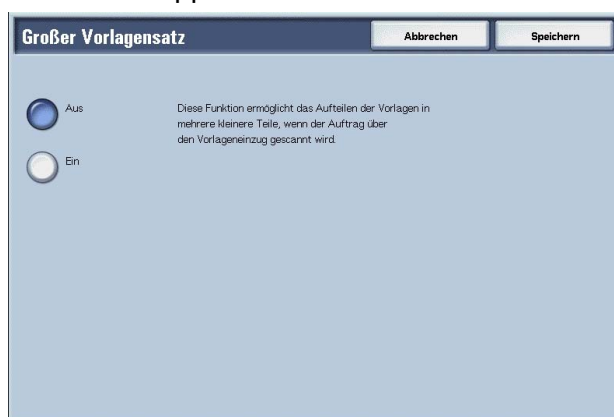 Großer Vorlagensatz
Abbrechen
Speichern
Aus
Diese Funktion ermöglicht das Aufteilen der Vorlagen in
mehrere kleinere Teile, wenn der Auftrag über
den Vorlageneinzug gescannt wird.
Ein